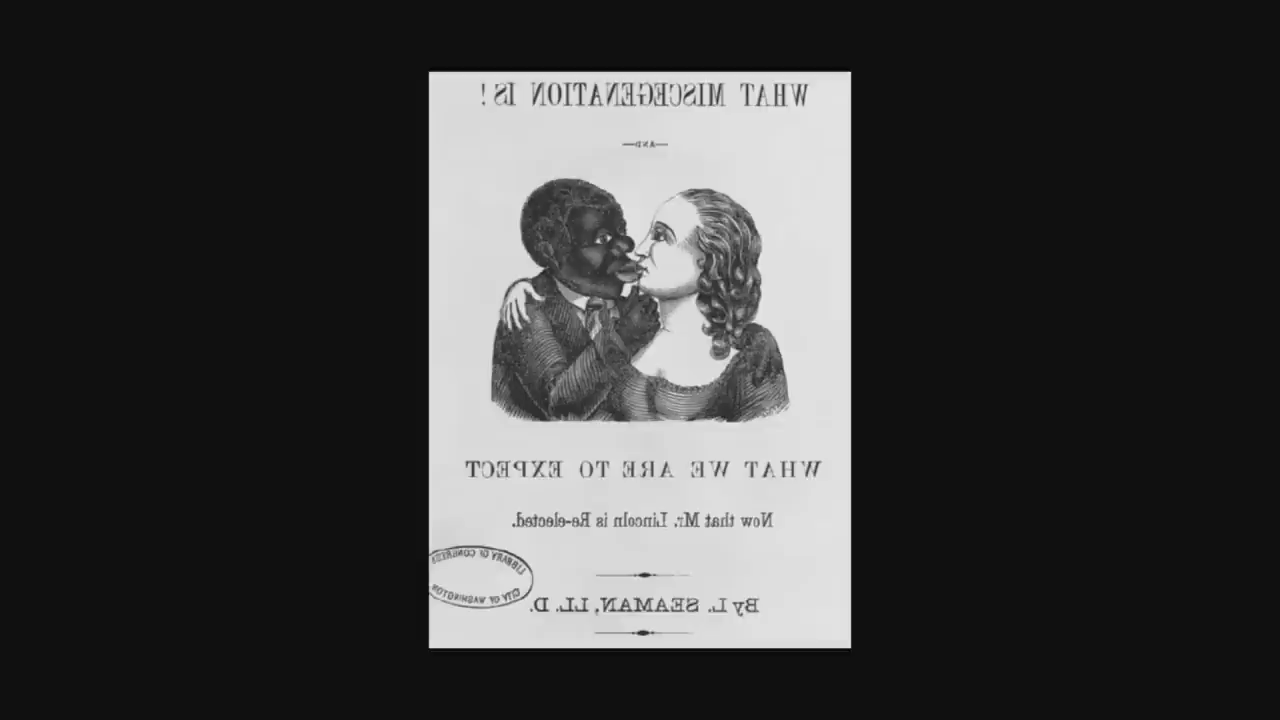 WHAT MISCEGENATION IS!
—AND—
WHAT WE ARE TO EXPECT
Now that Mr. Lincoln is Re-elected.
By L. SEAMAN, LL. D.
LIBRARY OF CONGRESS
CITY OF WASHINGTON